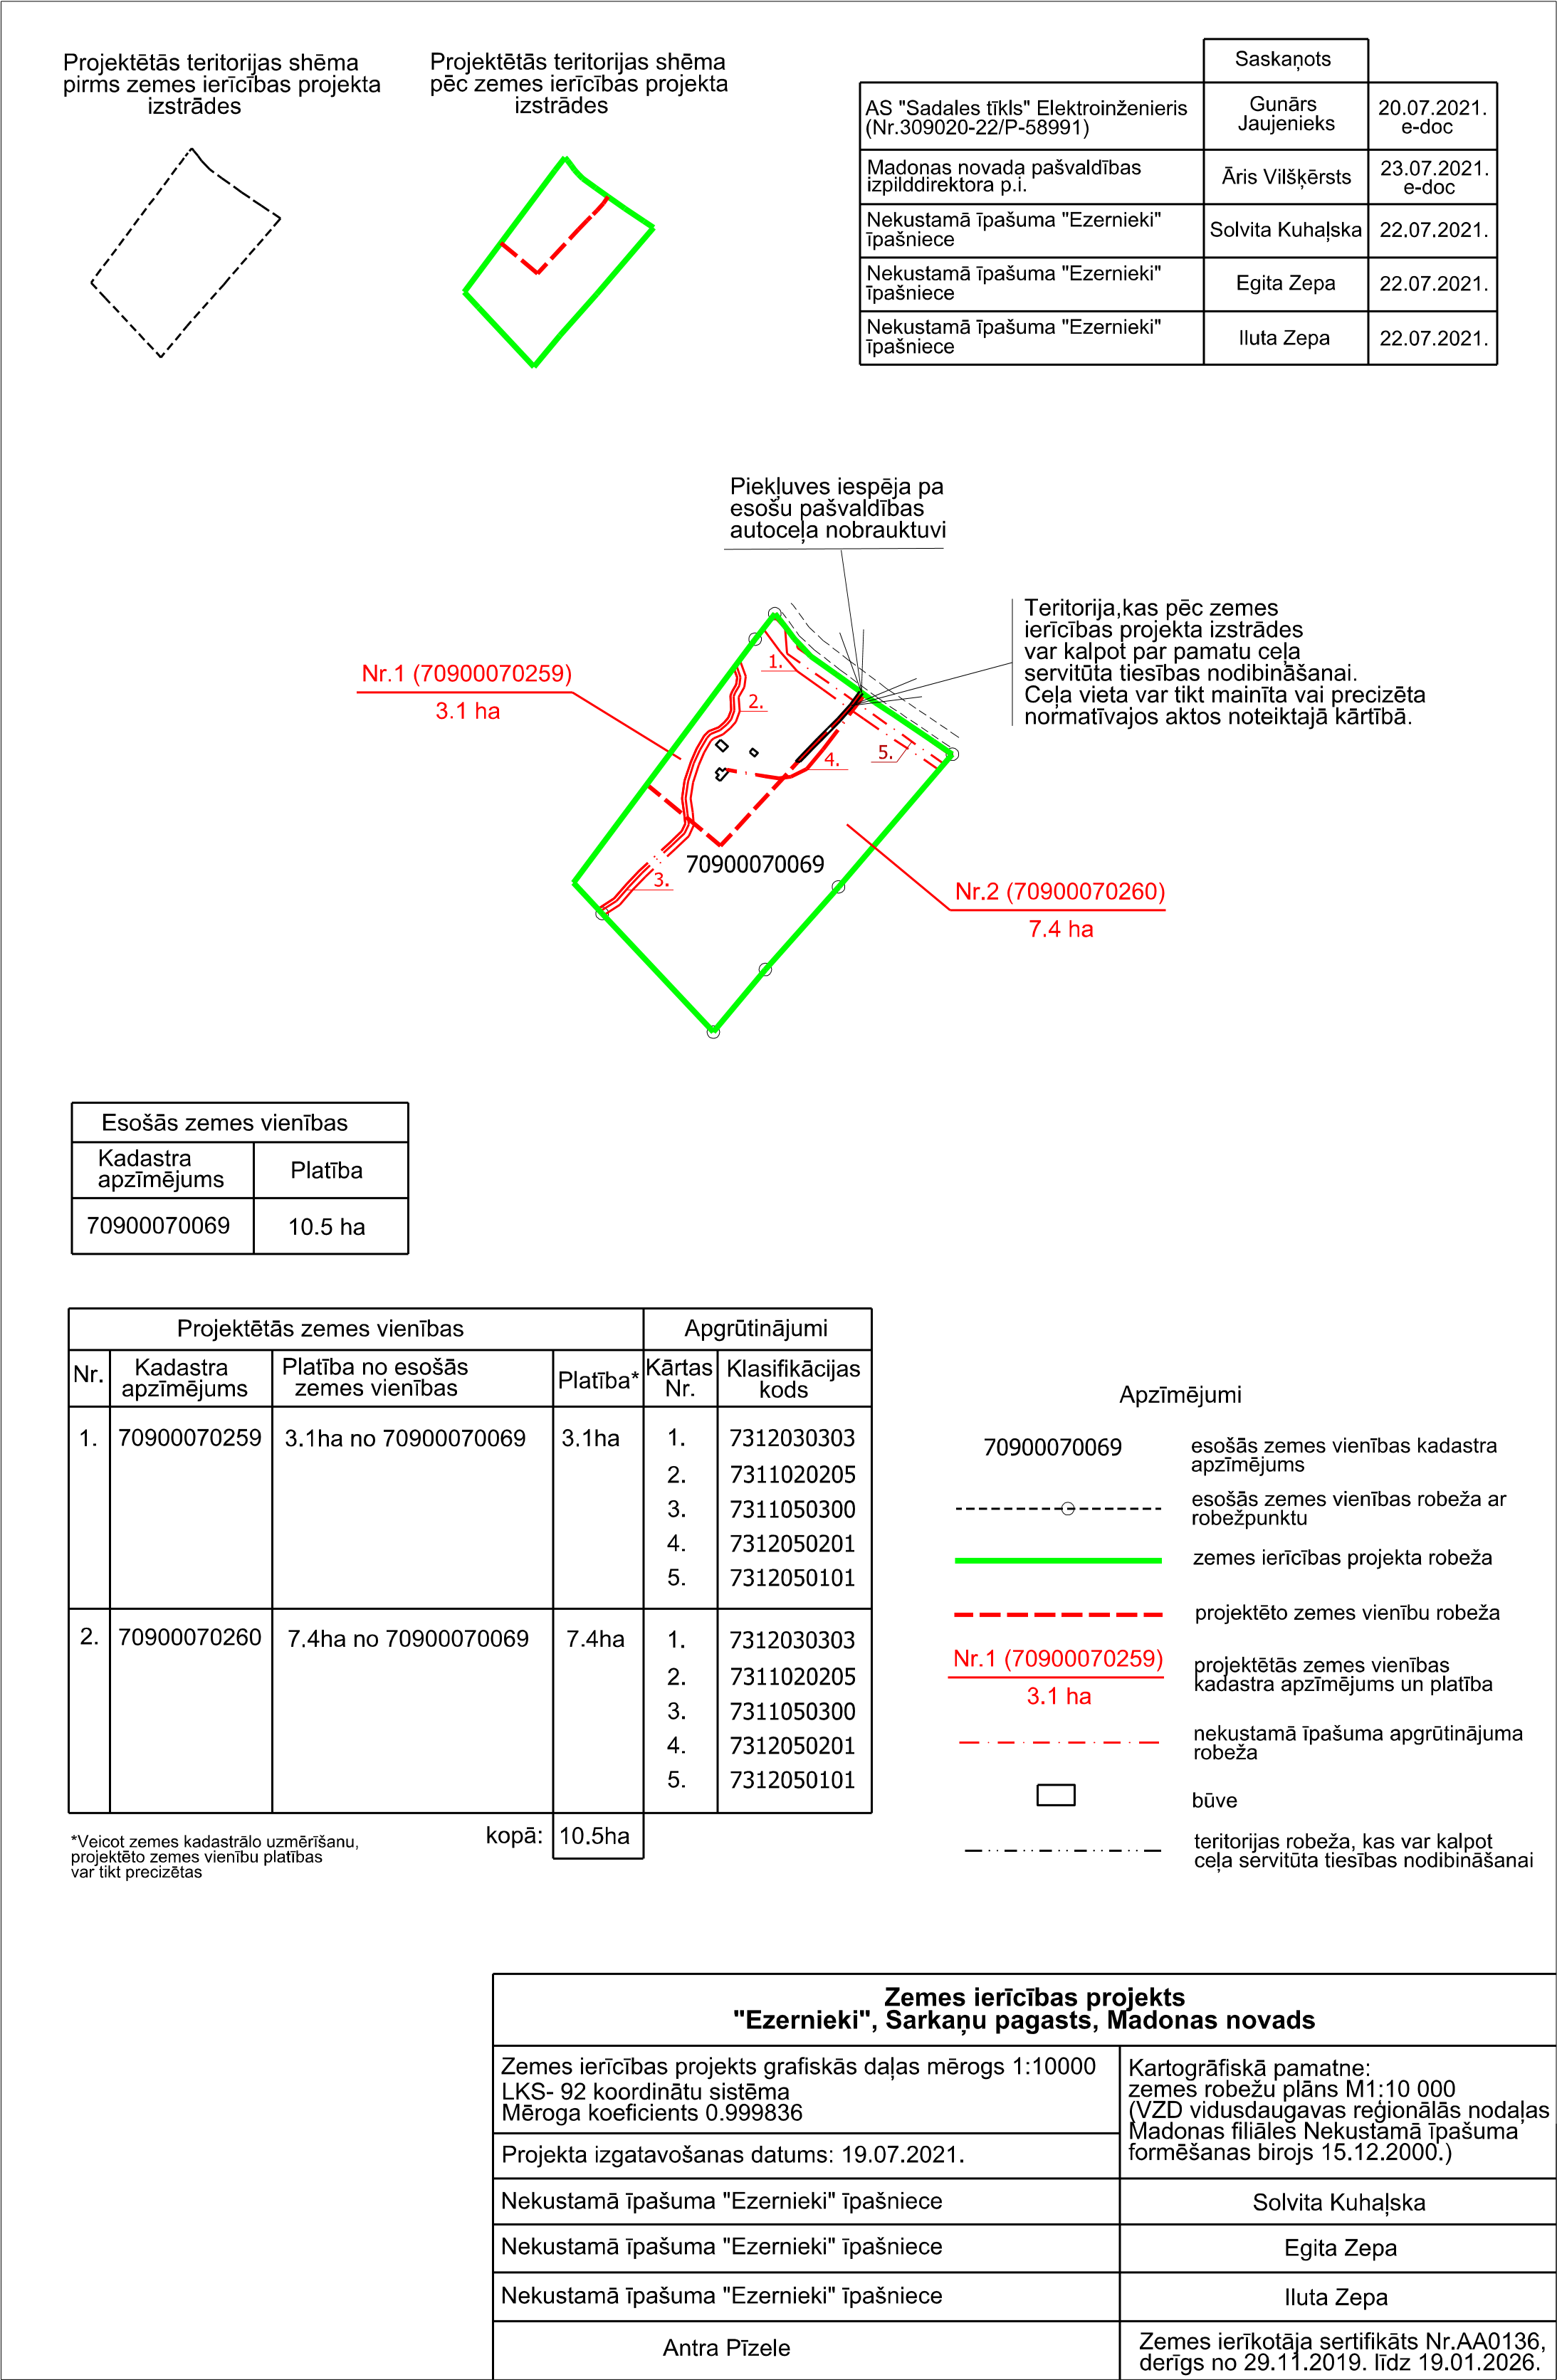 Projektētās teritorijas shēma
pirms zemes ierīcības projekta
izstrādes
Projektētās teritorijas shēma
pēc zemes ierīcības projekta
izstrādes
Saskaņots
AS "Sadales tīkls" Elektroinženieris
(Nr.309020-22/P-58991)
Gunārs
Jaujenieks
20.07.2021.
e-doc
Madonas novada pašvaldības
izpilddirektora p.i.
Āris Vilšķērsts
23.07.2021.
e-doc
Nekustamā īpašuma "Ezernieki"
īpašniece
Solvita Kuhaļska
22.07.2021.
Nekustamā īpašuma "Ezernieki"
īpašniece
Egita Zepa
22.07.2021.
Nekustamā īpašuma "Ezernieki"
īpašniece
Iluta Zepa
22.07.2021.
Piekļuves iespēja pa
esošu pašvaldības
autoceļa nobrauktuvi
Teritorija,kas pēc zemes
ierīcības projekta izstrādes
var kalpot par pamatu ceļa
servitūta tiesības nodibināšanai.
Ceļa vieta var tikt mainīta vai precizēta
normatīvajos aktos noteiktajā kārtībā.
Nr.1 (70900070259)
3.1 ha
1.
2.
4.
5.
3.
70900070069
Nr.2 (70900070260)
7.4 ha
Esošās zemes vienības
Kadastra
apzīmējums
Platība
70900070069
10.5 ha
Projektētās zemes vienības
Apgrūtinājumi
Nr.
Kadastra
apzīmējums
Platība no esošās
zemes vienības
Platība*
Kārtas
Nr.
Klasifikācijas
kods
1. 70900070259 3.1ha no 70900070069 3.1ha 1. 7312030303
2. 7311020205
3. 7311050300
4. 7312050201
5. 7312050101
2. 70900070260 7.4ha no 70900070069 7.4ha 1. 7312030303
2. 7311020205
3. 7311050300
4. 7312050201
5. 7312050101
kopā: 10.5ha
*Veicot zemes kadastrālo uzmērīšanu,
projektēto zemes vienību platības
var tikt precizētas
Apzīmējumi
70900070069
esošās zemes vienības kadastra
apzīmējums
esošās zemes vienības robeža ar
robežpunktu
zemes ierīcības projekta robeža
projektēto zemes vienību robeža
Nr.1 (70900070259)
3.1 ha
projektētās zemes vienības
kadastra apzīmējums un platība
nekustamā īpašuma apgrūtinājuma
robeža
būve
teritorijas robeža, kas var kalpot
ceļa servitūta tiesības nodibināšanai
Zemes ierīcības projekts
"Ezernieki", Sarkaņu pagasts, Madonas novads
Zemes ierīcības projekts grafiskās daļas mērogs 1:10000
LKS- 92 koordinātu sistēma
Mēroga koeficients 0.999836
Projekta izgatavošanas datums: 19.07.2021.
Kartogrāfiskā pamatne:
zemes robežu plāns M1:10 000
(VZD vidusdaugavas reģionālās nodaļas
Madonas filiāles Nekustamā īpašuma
formēšanas birojs 15.12.2000.)
Nekustamā īpašuma "Ezernieki" īpašniece
Solvita Kuhaļska
Nekustamā īpašuma "Ezernieki" īpašniece
Egita Zepa
Nekustamā īpašuma "Ezernieki" īpašniece
Iluta Zepa
Antra Pīzele
Zemes ierīkotāja sertifikāts Nr.AA0136,
derīgs no 29.11.2019. līdz 19.01.2026.